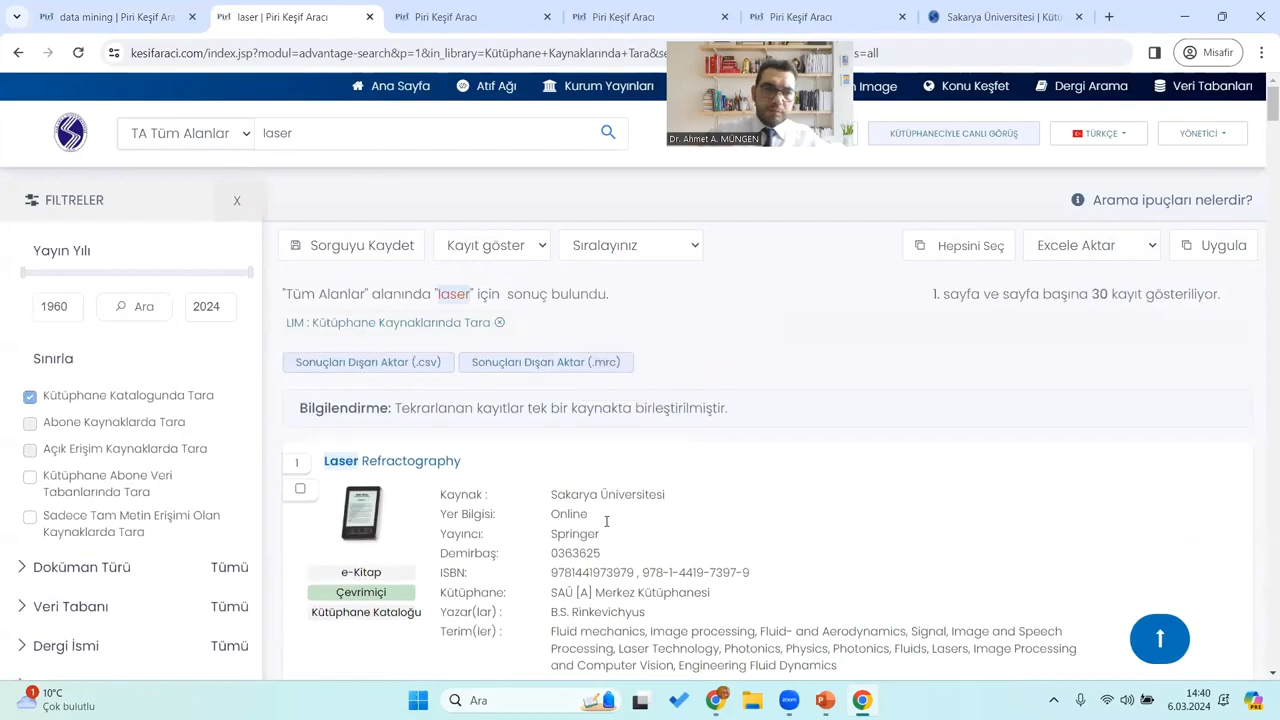 ata mining | Piri Keşif Ara
laser | Piri Keşif Aracı
Piri Keşif Aracı
Piri Keşif Aracı
Piri Keşif Aracı
Sakarya Üniversitesi | Kütü
kesifaraci.com/index.jsp?modul=advantage-search&p=1&in_librar
+Kaynaklarında+Tara&se
s=all
Misafir
Ana Sayfa
Atıf Ağı
Kurum Yayınları
n Image
Konu Keşfet
Dergi Arama
Veri Tabanları
TA Tüm Alanlar
laser
KÜTÜPHANECİYLE CANLI GÖRÜŞ
TÜRKÇE
YÖNETİCİ
Dr. Ahmet A. MÜNGEN
FILTRELER
X
Arama ipuçları nelerdir?
Yayın Yılı
1960
Ara
2024
Sorguyu Kaydet
Kayıt göster
Sıralayınız
Hepsini Seç
Excele Aktar
Uygula
"Tüm Alanlar" alanında "laser" için sonuç bulundu.
1. sayfa ve sayfa başına 30 kayıt gösteriliyor.
LIM : Kütüphane Kaynaklarında Tara
Sonuçları Dışarı Aktar (.csv)
Sonuçları Dışarı Aktar (.mrc)
Sınırla
Kütüphane Katalogunda Tara
Abone Kaynaklarda Tara
Açık Erişim Kaynaklarda Tara
Kütüphane Abone Veri
Tabanlarında Tara
Sadece Tam Metin Erişimi Olan
Kaynaklarda Tara
Doküman Türü Tümü
Veri Tabanı Tümü
Dergi İsmi Tümü
Bilgilendirme: Tekrarlanan kayıtlar tek bir kaynakta birleştirilmiştir.
1
Laser Refractography
e-Kitap
Çevrimiçi
Kütüphane Kataloğu
Kaynak : Sakarya Üniversitesi
Yer Bilgisi: Online
Yayıncı: Springer
Demirbaş: 0363625
ISBN: 9781441973979 , 978-1-4419-7397-9
Kütüphane: SAÜ [A] Merkez Kütüphanesi
Yazar(lar) : B.S. Rinkevichyus
Terim(ler) : Fluid mechanics, Image processing, Fluid- and Aerodynamics, Signal, Image and Speech
Processing, Laser Technology, Photonics, Physics, Photonics, Fluids, Lasers, Image Processing
and Computer Vision, Engineering Fluid Dynamics
1
10°C
Çok bulutlu
Ara
zoom
14:40
6.03.2024